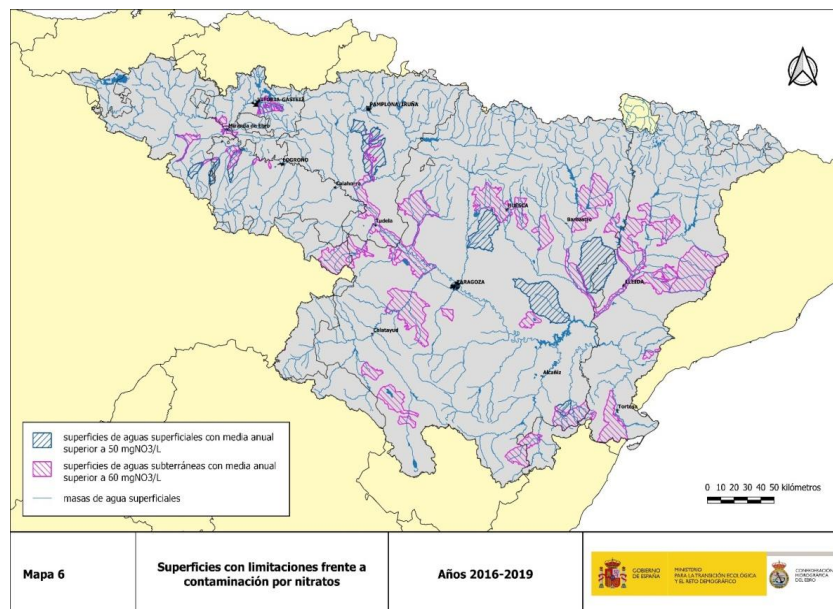 VITORIA-GASTEIZ
PAMPLONA/IRUÑA
Miranda de Ebro
LOGROÑO
Calahorra
Tudela
HUESCA
Barbastro
ZARAGOZA
LLEIDA
Calatayud
Alcañiz
Tortosa
superficies de aguas superficiales con media anual
superior a 50 mgNO3/L
superficies de aguas subterráneas con media anual
superior a 60 mgNO3/L
masas de agua superficiales
0 10 20 30 40 50 kilómetros
Mapa 6
Superficies con limitaciones frente a
contaminación por nitratos
Años 2016-2019
GOBIERNO
DE ESPAÑA
MINISTERIO
PARA LA TRANSICIÓN ECOLÓGICA
Y EL RETO DEMOGRÁFICO
CONFEDERACIÓN
HIDROGRÁFICA
DEL EBRO